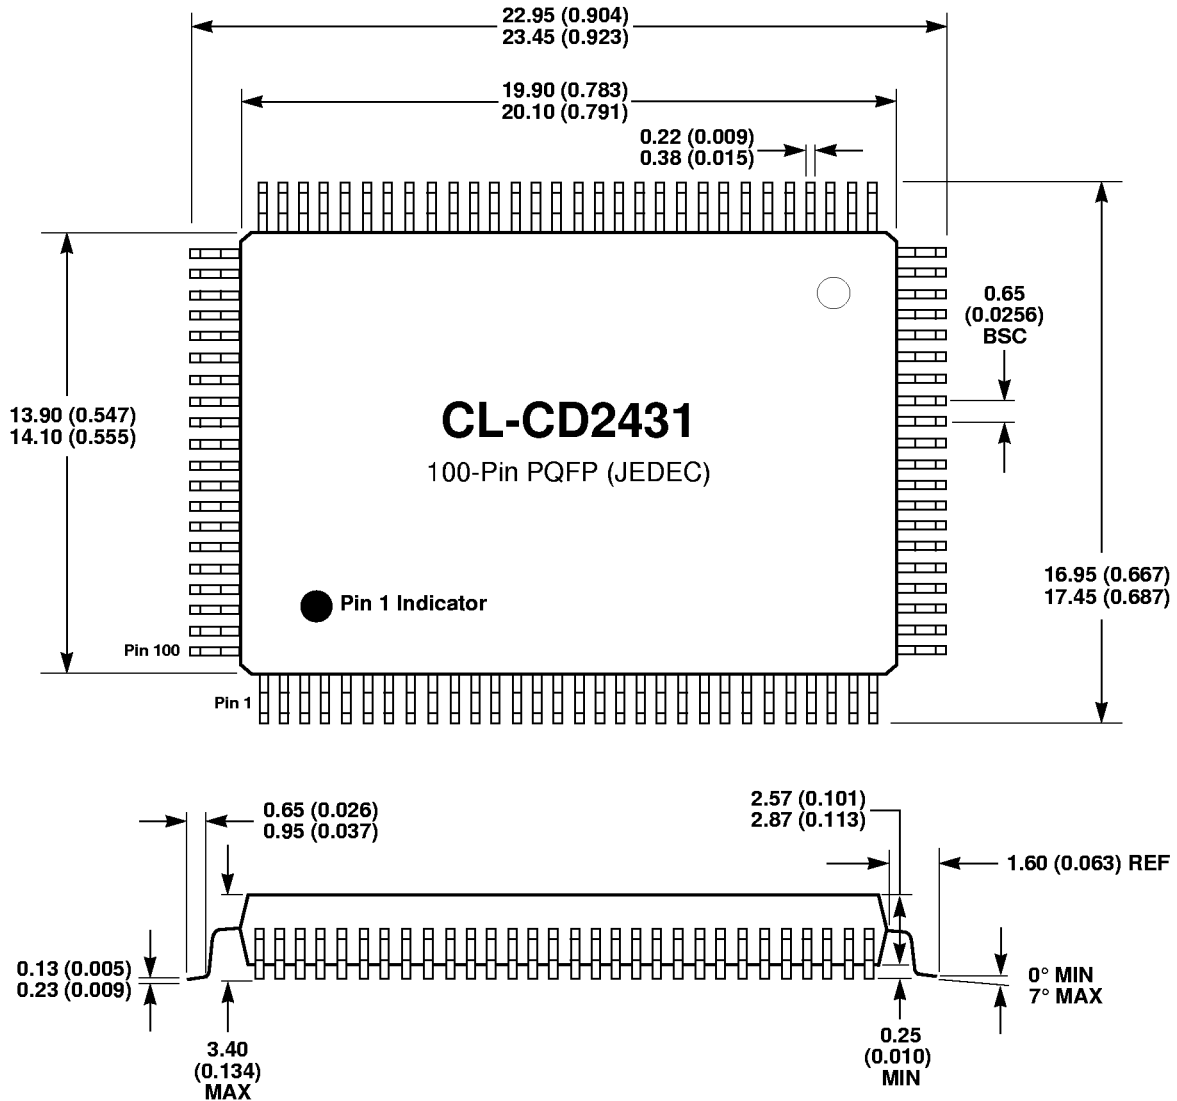 22.95 (0.904)
23.45 (0.923)
19.90 (0.783)
20.10 (0.791)
0.22 (0.009)
0.38 (0.015)
0.65
(0.0256)
BSC
13.90 (0.547)
14.10 (0.555)
CL-CD2431
100-Pin PQFP (JEDEC)
16.95 (0.667)
17.45 (0.687)
Pin 1 Indicator
Pin 100
Pin 1
0.65 (0.026)
0.95 (0.037)
2.57 (0.101)
2.87 (0.113)
1.60 (0.063) REF
0.13 (0.005)
0.23 (0.009)
0° MIN
7° MAX
3.40
(0.134)
MAX
0.25
(0.010)
MIN